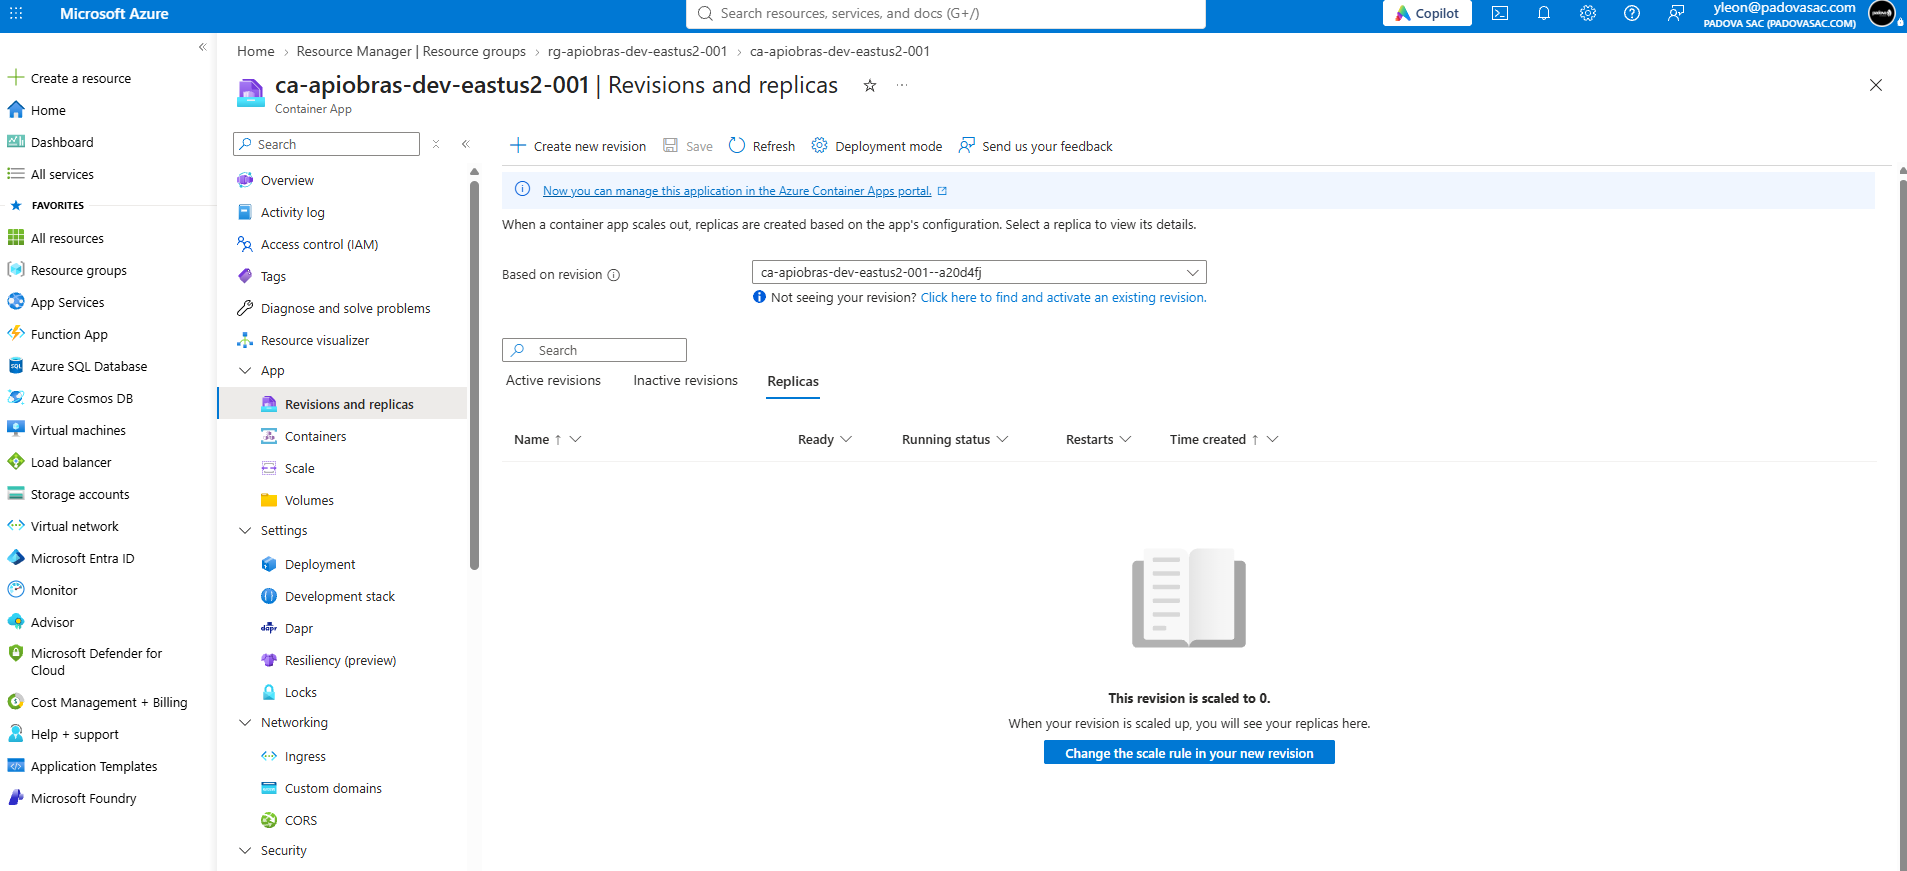 Microsoft Azure
Search resources, services, and docs (G+/)
Copilot
yleon@padovasac.com
PADOVA SAC (PADOVASAC.COM)
Create a resource
Home
Dashboard
All services
FAVORITES
All resources
Resource groups
App Services
Function App
Azure SQL Database
Azure Cosmos DB
Virtual machines
Load balancer
Storage accounts
Virtual network
Microsoft Entra ID
Monitor
Advisor
Microsoft Defender for
Cloud
Cost Management + Billing
Help + support
Application Templates
Microsoft Foundry
Home > Resource Manager | Resource groups > rg-apiobras-dev-eastus2-001 > ca-apiobras-dev-eastus2-001
ca-apiobras-dev-eastus2-001 | Revisions and replicas
Container App
Search
Overview
Activity log
Access control (IAM)
Tags
Diagnose and solve problems
Resource visualizer
App
Revisions and replicas
Containers
Scale
Volumes
Settings
Deployment
Development stack
Dapr
Resiliency (preview)
Locks
Networking
Ingress
Custom domains
CORS
Security
Create new revision Save Refresh Deployment mode Send us your feedback
Now you can manage this application in the Azure Container Apps portal.
When a container app scales out, replicas are created based on the app's configuration. Select a replica to view its details.
Based on revision
ca-apiobras-dev-eastus2-001--a20d4fj
Not seeing your revision? Click here to find and activate an existing revision.
Search
Active revisions Inactive revisions Replicas
Name ↑ Ready Running status Restarts Time created ↑
This revision is scaled to 0.
When your revision is scaled up, you will see your replicas here.
Change the scale rule in your new revision